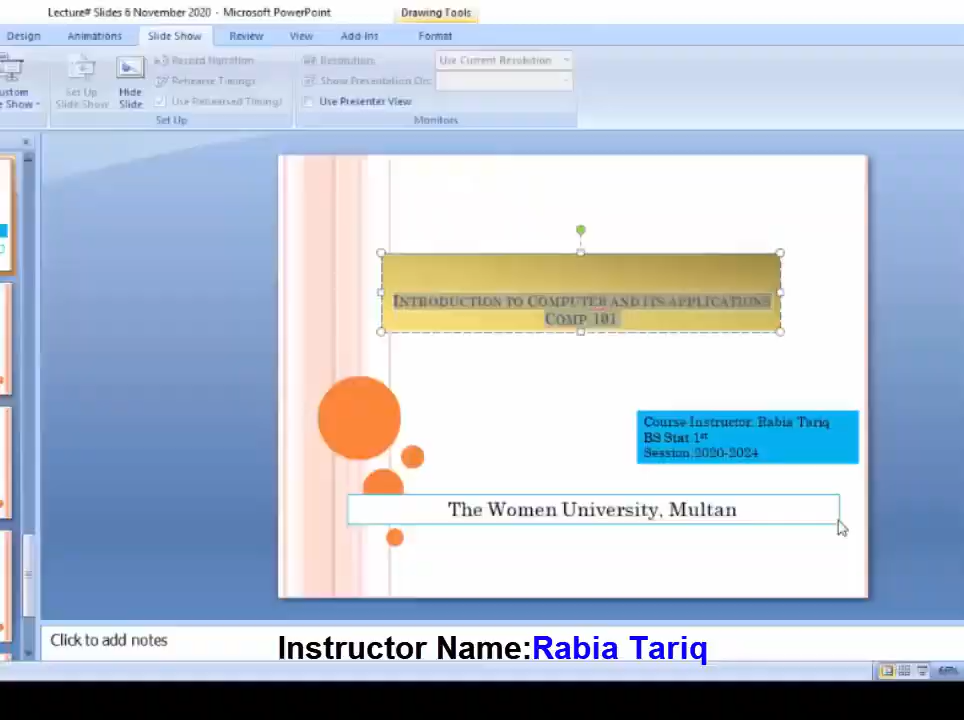 Lecture# Slides 6 November 2020 - Microsoft PowerPoint
Drawing Tools
Design Animations Slide Show Review View Add-Ins Format
Record Narration
Rehearse Timings
Use Rehearsed Timings
Set Up
Slide Show
Hide
Slide
Set Up
Resolution:
Use Current Resolution
Show Presentation On:
Use Presenter View
Monitors
Introduction to Computer and its applications
Comp 101
Course Instructor: Rabia Tariq
BS Stat 1st
Session 2020-2024
The Women University, Multan
Click to add notes
Instructor Name:Rabia Tariq